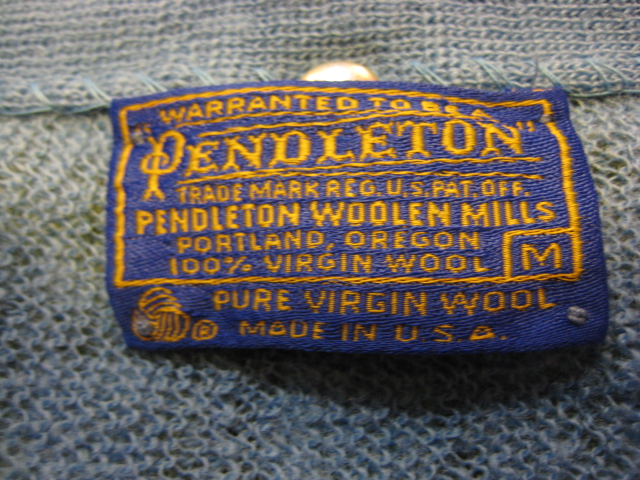 WARRANTED TO BE A
"PENDLETON"
TRADE MARK REG. U.S. PAT. OFF.
PENDLETON WOOLEN MILLS
PORTLAND, OREGON
100% VIRGIN WOOL
M
PURE VIRGIN WOOL
® MADE IN U.S.A.